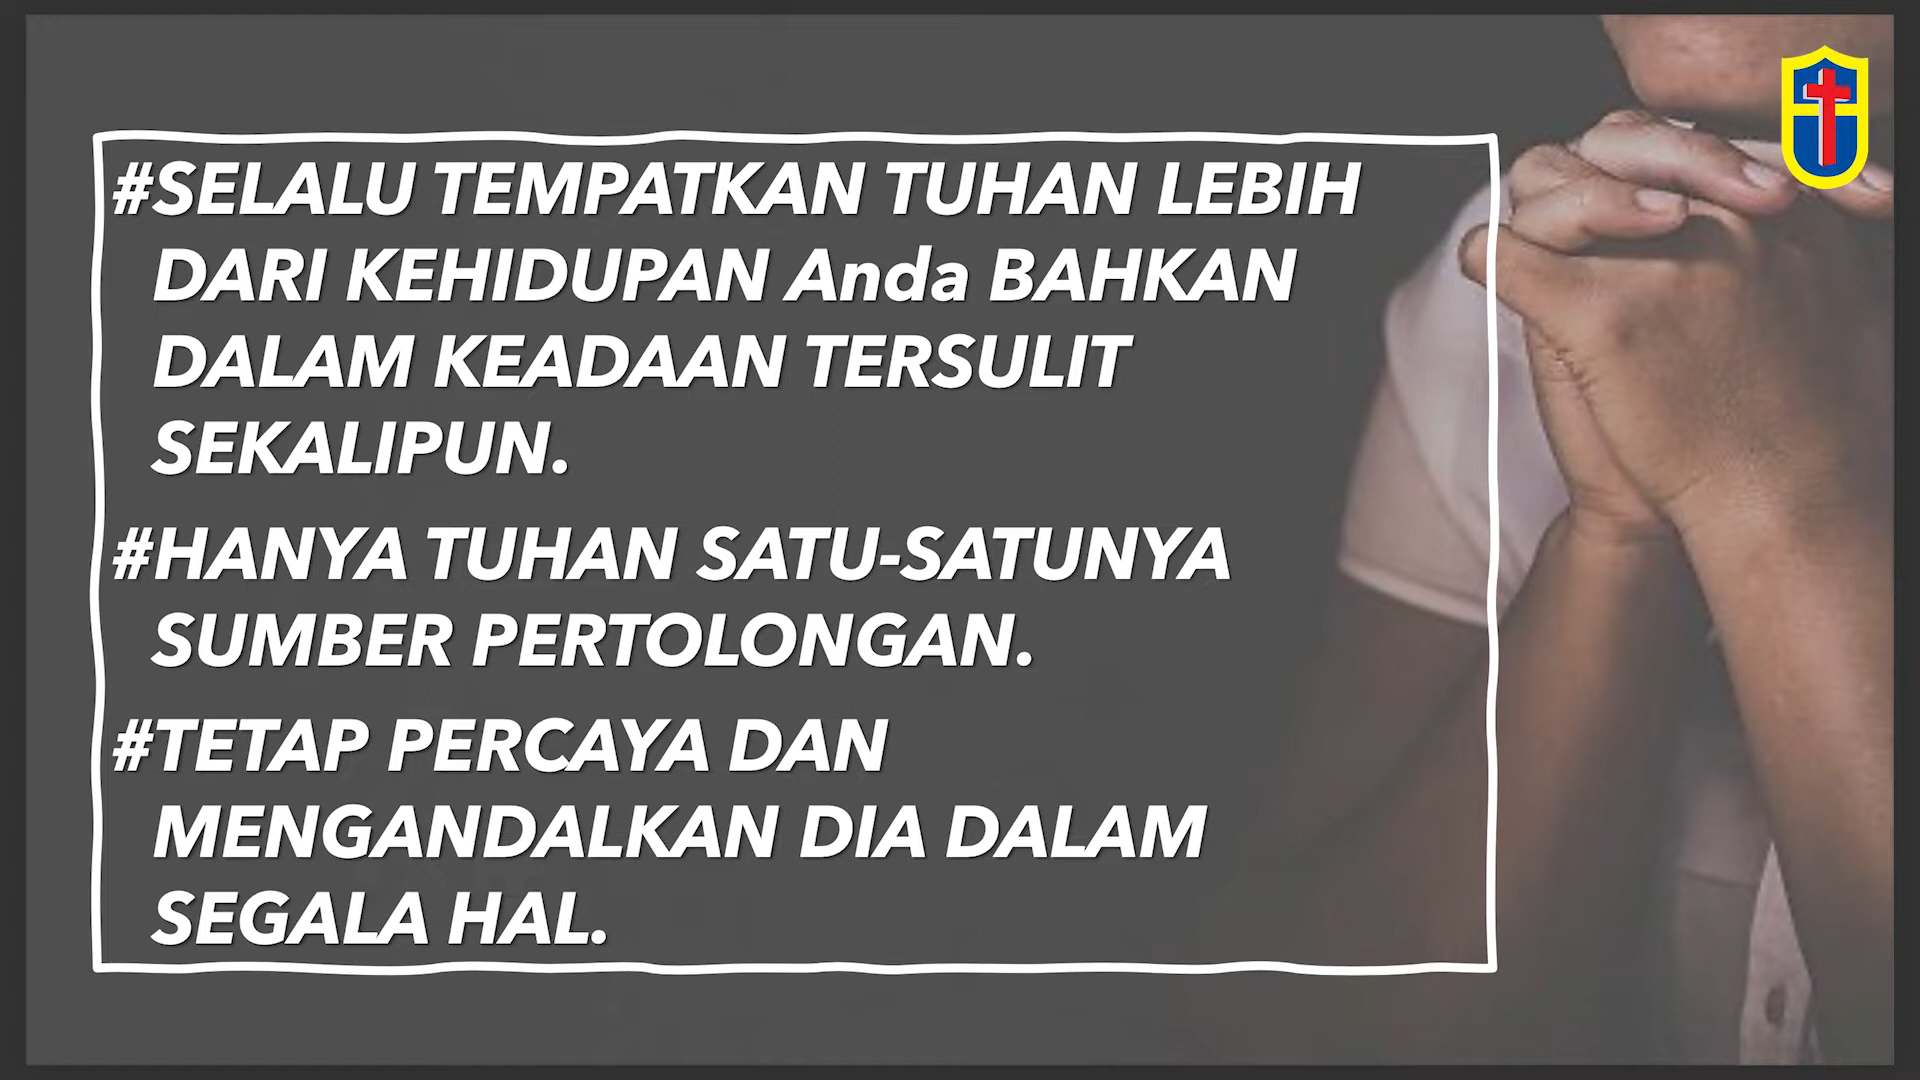 #SELALU TEMPATKAN TUHAN LEBIH
DARI KEHIDUPAN Anda BAHKAN
DALAM KEADAAN TERSULIT
SEKALIPUN.
#HANYA TUHAN SATU-SATUNYA
SUMBER PERTOLONGAN.
#TETAP PERCAYA DAN
MENGANDALKAN DIA DALAM
SEGALA HAL.